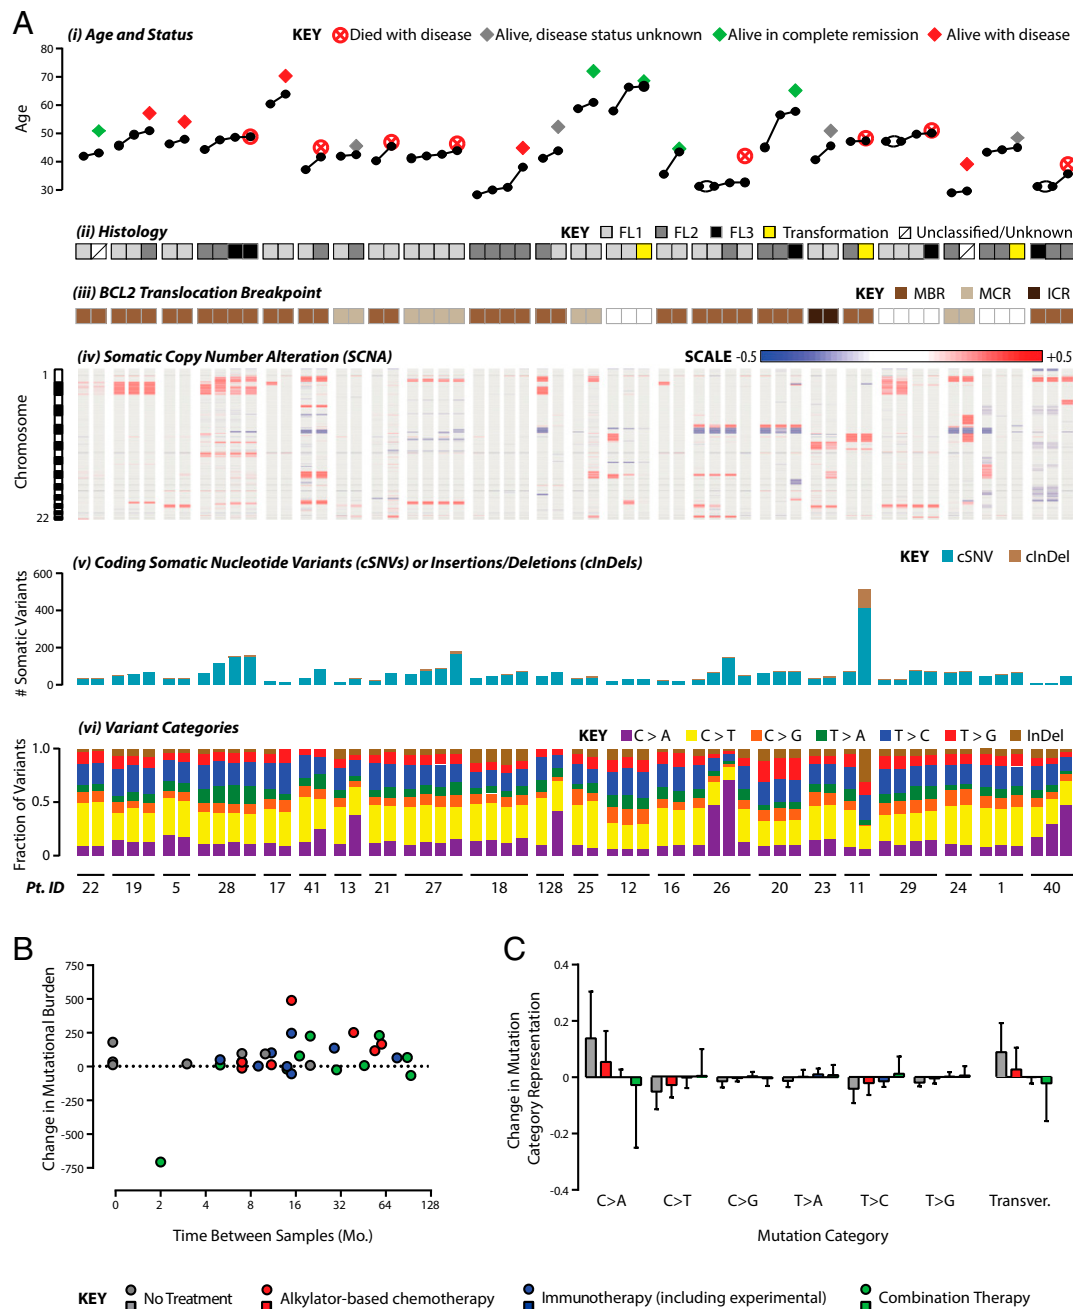 A
(i) Age and Status
KEY Died with disease Alive, disease status unknown Alive in complete remission Alive with disease
80
70
60
50
40
30
Age
(ii) Histology
KEY FL1 FL2 FL3 Transformation Unclassified/Unknown
(iii) BCL2 Translocation Breakpoint
KEY MBR MCR ICR
(iv) Somatic Copy Number Alteration (SCNA)
SCALE -0.5 +0.5
1
22
Chromosome
(v) Coding Somatic Nucleotide Variants (cSNVs) or Insertions/Deletions (cInDels)
KEY cSNV cInDel
600
400
200
0
# Somatic Variants
(vi) Variant Categories
KEY C > A C > T C > G T > A T > C T > G InDel
1.0
0.5
0
Fraction of Variants
Pt. ID 22 19 5 28 17 41 13 21 27 18 128 25 12 16 26 20 23 11 29 24 1 40
B
750
500
250
0
-250
-500
-750
Change in Mutational Burden
0 2 4 8 16 32 64 128
Time Between Samples (Mo.)
C
0.4
0.2
0
-0.2
-0.4
Change in Mutation
Category Representation
C>A C>T C>G T>A T>C T>G Transver.
Mutation Category
KEY No Treatment Alkylator-based chemotherapy Immunotherapy (including experimental) Combination Therapy